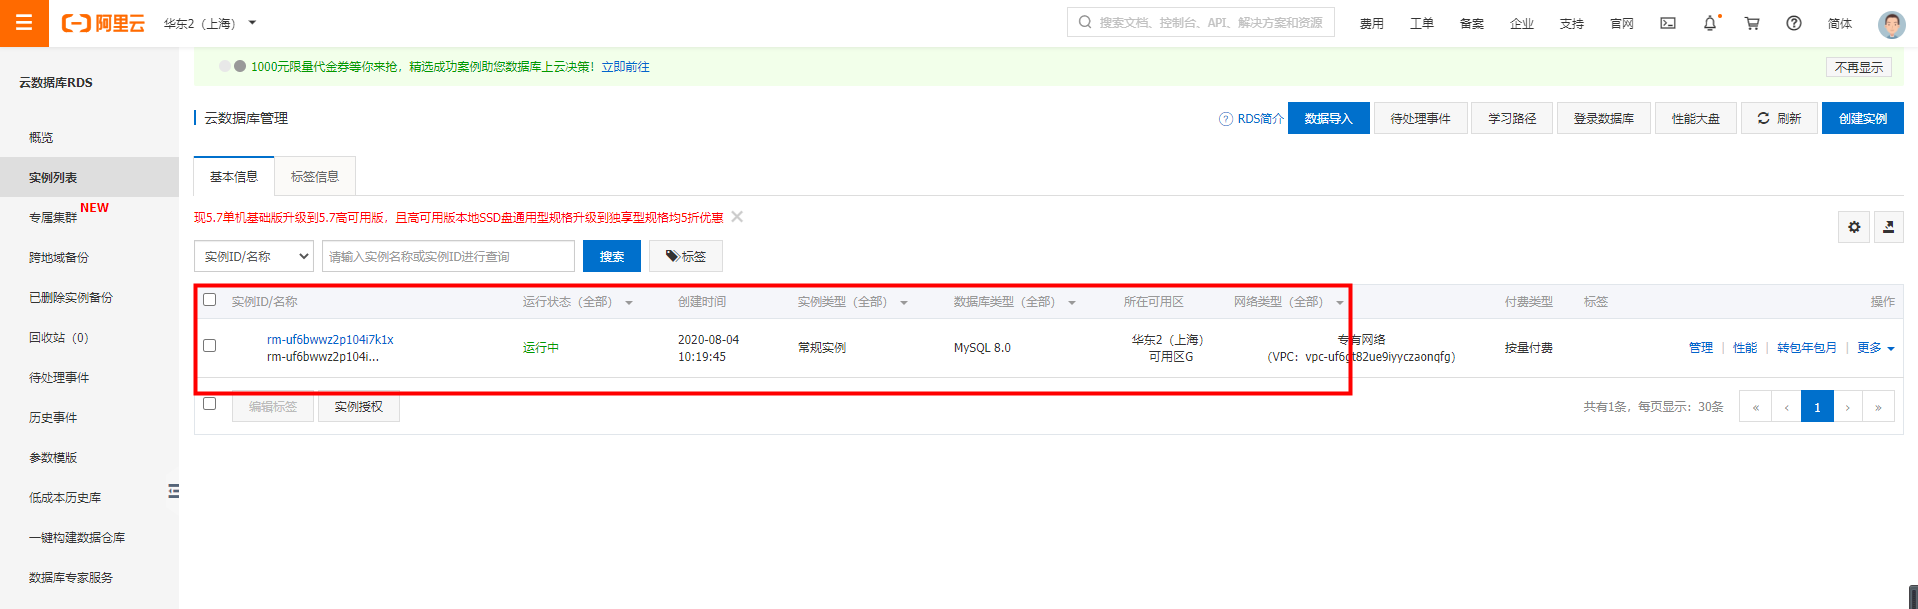 阿里云 华东2（上海） 搜索文档、控制台、API、解决方案和资源 费用 工单 备案 企业 支持 官网 简体
云数据库RDS
概览
实例列表
专属集群 NEW
跨地域备份
已删除实例备份
回收站（0）
待处理事件
历史事件
参数模版
低成本历史库
一键构建数据仓库
数据库专家服务
1000元限量代金券等你来抢，精选成功案例助您数据库上云决策！立即前往 不再显示
云数据库管理 RDS简介 数据导入 待处理事件 学习路径 登录数据库 性能大盘 刷新 创建实例
基本信息 标签信息
现5.7单机基础版升级到5.7高可用版，且高可用版本地SSD盘通用型规格升级到独享型规格均5折优惠
实例ID/名称 请输入实例名称或实例ID进行查询 搜索 标签
实例ID/名称 运行状态（全部） 创建时间 实例类型（全部） 数据库类型（全部） 所在可用区 网络类型（全部） 付费类型 标签 操作
rm-uf6bwwz2p104i7k1x
rm-uf6bwwz2p104i...
运行中
2020-08-04
10:19:45
常规实例
MySQL 8.0
华东2（上海）
可用区G
专有网络
（VPC：vpc-uf6gt82ue9iyyczaonqfg）
按量付费
管理 | 性能 | 转包年包月 | 更多
编辑标签 实例授权 共有1条，每页显示：30条 « ‹ 1 › »